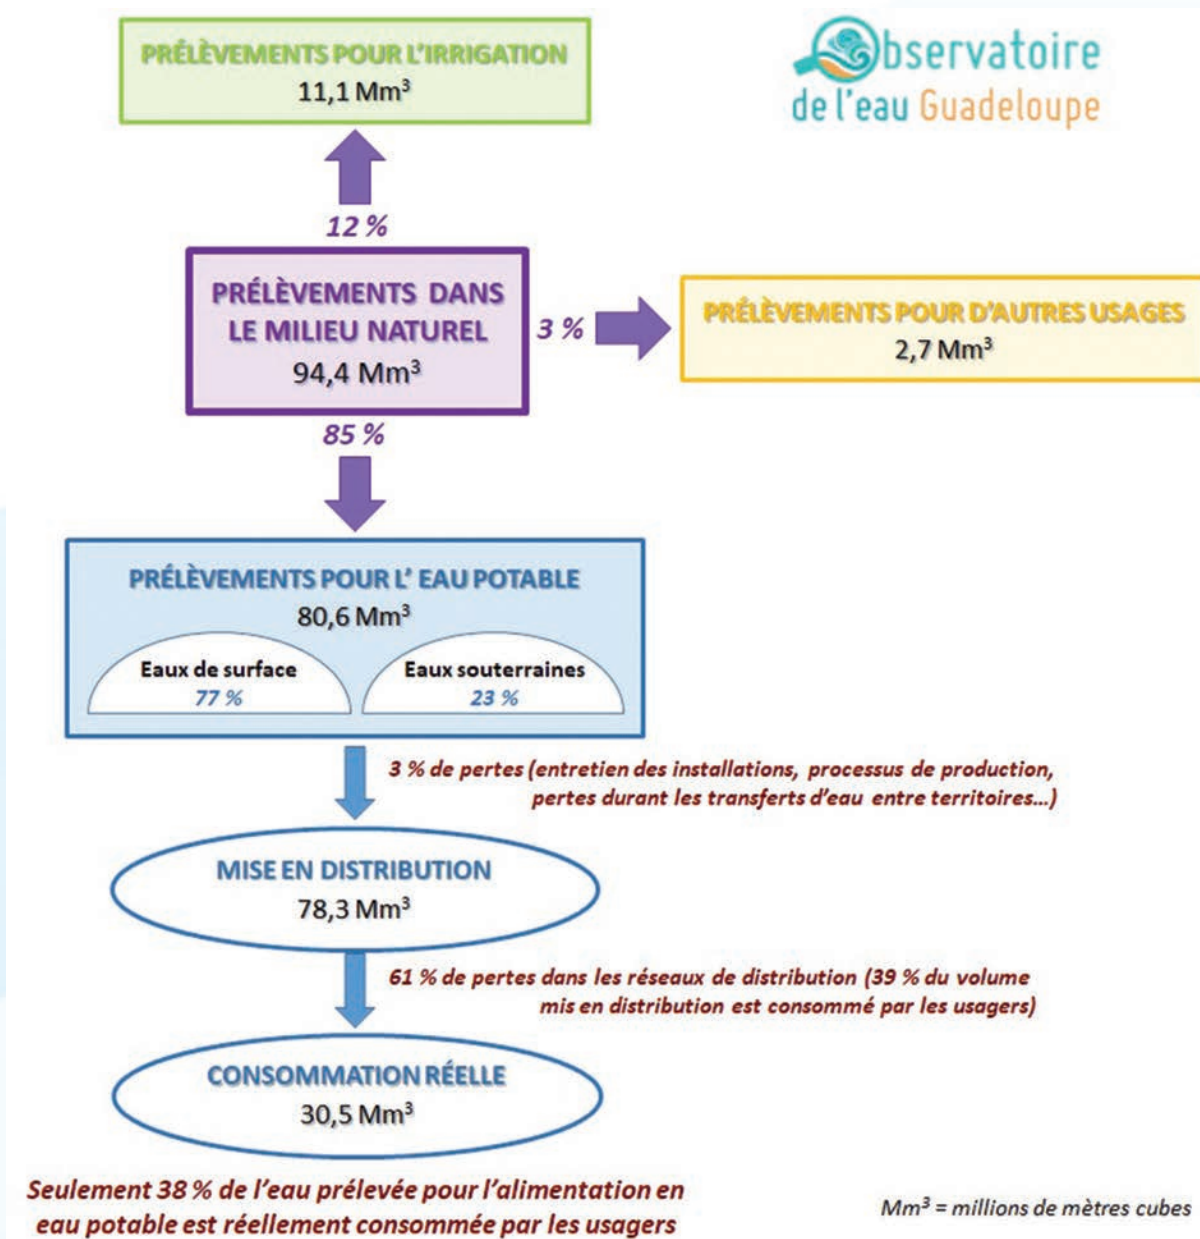 PRÉLÈVEMENTS POUR L'IRRIGATION
11,1 Mm³
Observatoire
de l'eau Guadeloupe
12 %
PRÉLÈVEMENTS DANS
LE MILIEU NATUREL
94,4 Mm³
3 %
PRÉLÈVEMENTS POUR D'AUTRES USAGES
2,7 Mm³
85 %
PRÉLÈVEMENTS POUR L' EAU POTABLE
80,6 Mm³
Eaux de surface
77 %
Eaux souterraines
23 %
3 % de pertes (entretien des installations, processus de production,
pertes durant les transferts d'eau entre territoires...)
MISE EN DISTRIBUTION
78,3 Mm³
61 % de pertes dans les réseaux de distribution (39 % du volume
mis en distribution est consommé par les usagers)
CONSOMMATION RÉELLE
30,5 Mm³
Seulement 38 % de l'eau prélevée pour l'alimentation en
eau potable est réellement consommée par les usagers
Mm³ = millions de mètres cubes